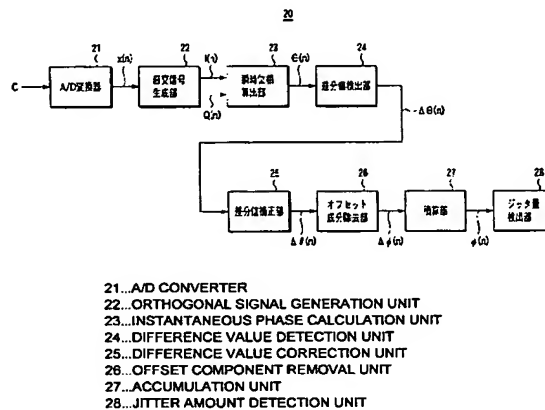 20
21
22
23
24
C
A/D変換器
x(n)
直交信号
生成部
I(n)
Q(n)
瞬時位相
算出部
Θ(n)
差分値検出部
ΔΘ(n)
25
26
27
28
差分値補正部
オフセット
成分除去部
積算部
ジッタ量
検出部
Δφ(n)
φ(n)
21...A/D CONVERTER
22...ORTHOGONAL SIGNAL GENERATION UNIT
23...INSTANTANEOUS PHASE CALCULATION UNIT
24...DIFFERENCE VALUE DETECTION UNIT
25...DIFFERENCE VALUE CORRECTION UNIT
26...OFFSET COMPONENT REMOVAL UNIT
27...ACCUMULATION UNIT
28...JITTER AMOUNT DETECTION UNIT